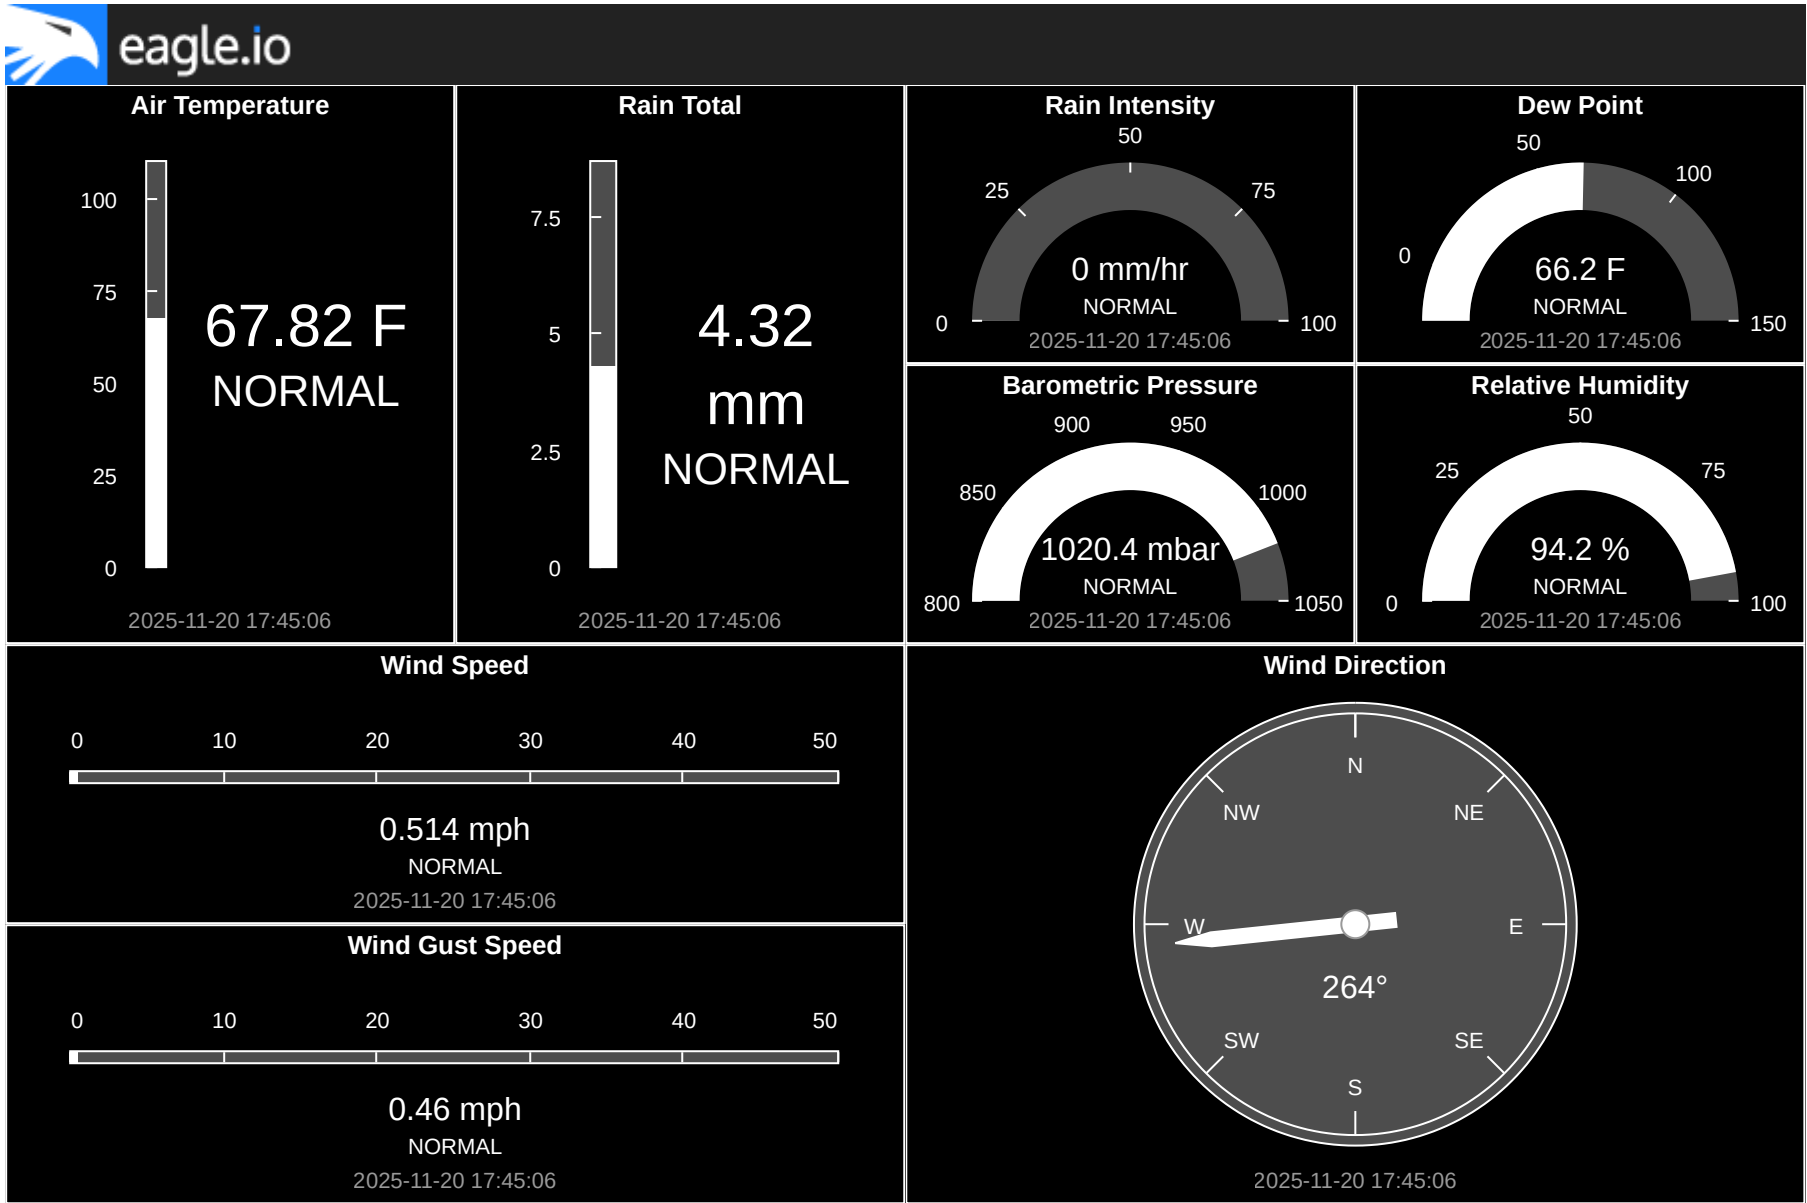 eagle.io
Air Temperature
100
75
50
25
0
67.82 F
NORMAL
2025-11-20 17:45:06
Rain Total
7.5
5
2.5
0
4.32
mm
NORMAL
2025-11-20 17:45:06
Rain Intensity
0
25
50
75
100
0 mm/hr
NORMAL
2025-11-20 17:45:06
Dew Point
0
50
100
150
66.2 F
NORMAL
2025-11-20 17:45:06
Barometric Pressure
800
850
900
950
1000
1050
1020.4 mbar
NORMAL
2025-11-20 17:45:06
Relative Humidity
0
25
50
75
100
94.2 %
NORMAL
2025-11-20 17:45:06
Wind Speed
0 10 20 30 40 50
0.514 mph
NORMAL
2025-11-20 17:45:06
Wind Gust Speed
0 10 20 30 40 50
0.46 mph
NORMAL
2025-11-20 17:45:06
Wind Direction
N
NW NE
W E
264°
SW SE
S
2025-11-20 17:45:06